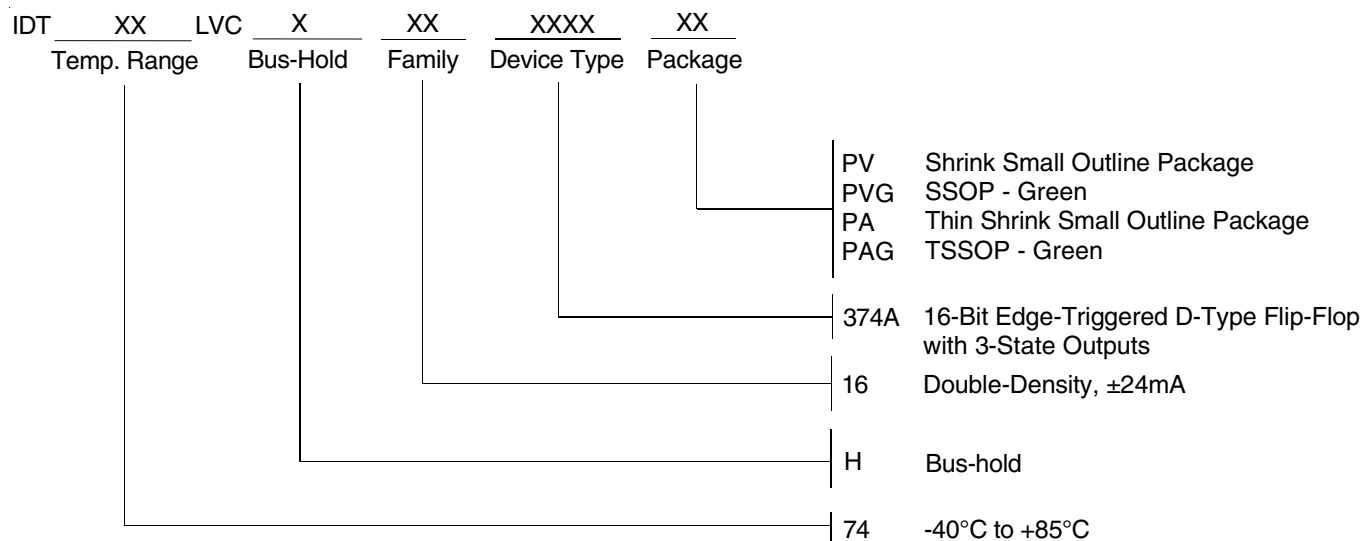 IDT XX LVC X XX XXXX XX
Temp. Range Bus-Hold Family Device Type Package
PV Shrink Small Outline Package
PVG SSOP - Green
PA Thin Shrink Small Outline Package
PAG TSSOP - Green
374A 16-Bit Edge-Triggered D-Type Flip-Flop
with 3-State Outputs
16 Double-Density, ±24mA
H Bus-hold
74 -40°C to +85°C